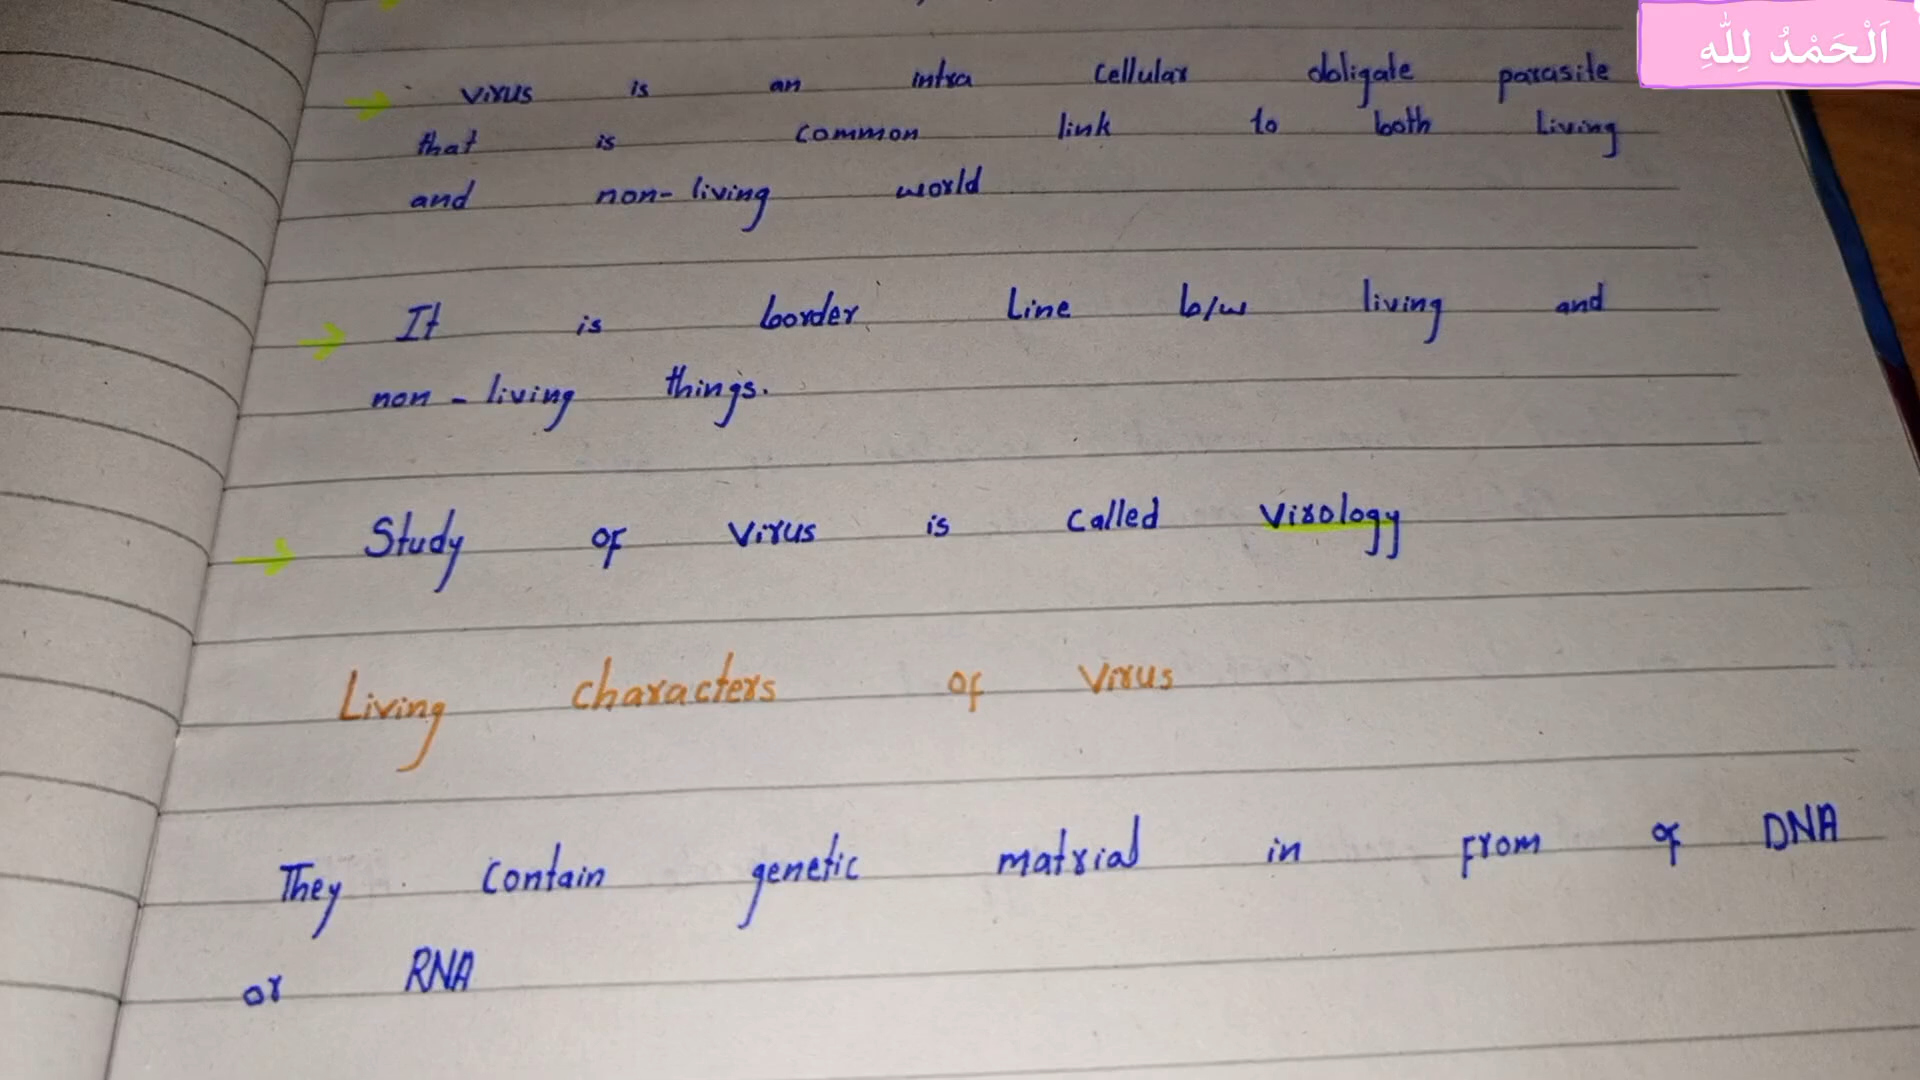 اَلْحَمْدُ لِلّٰهِ
→ virus is an intra cellular obligate parasite
that is common link to both Living
and non-living world
→ It is border Line b/w living and
non-living things.
→ Study of virus is called virology
Living characters of virus
They contain genetic matrial in from of DNA
or RNA